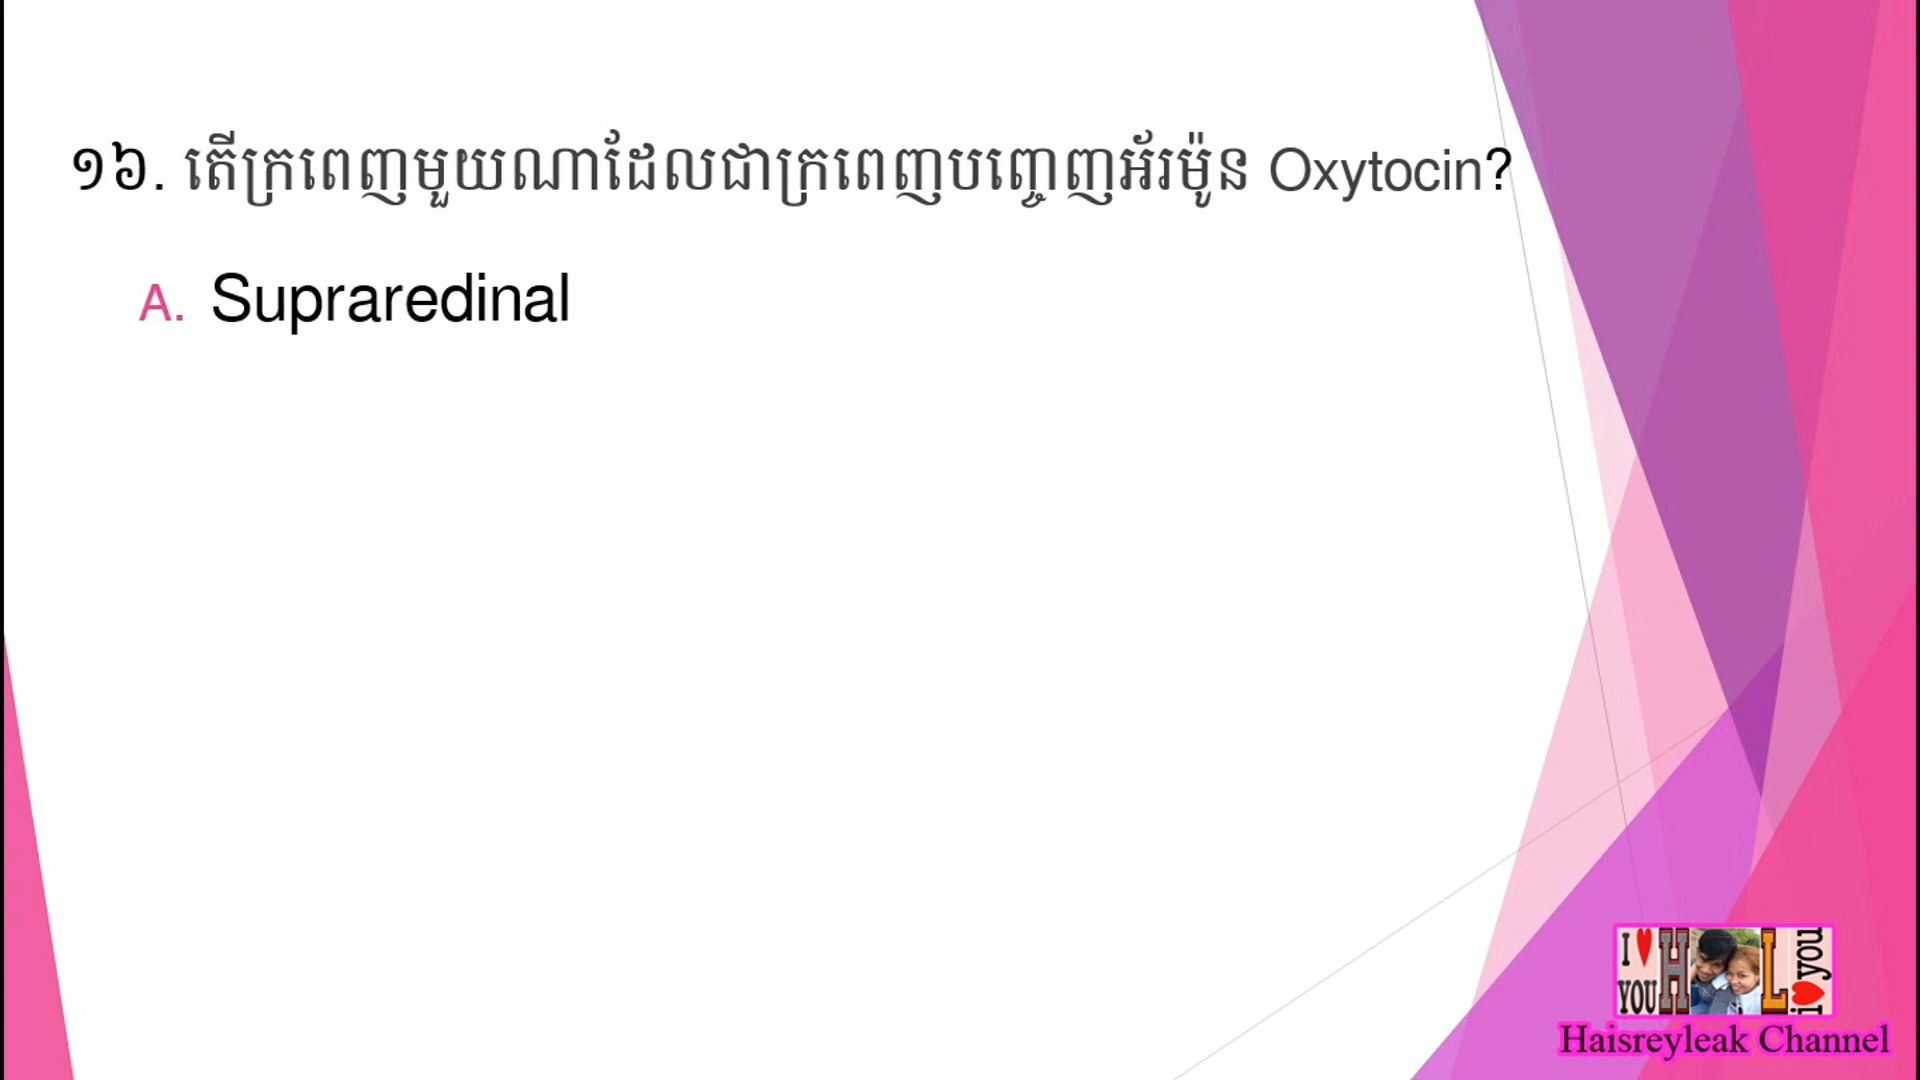 ១៦. តើក្រពេញមួយណាដែលជាក្រពេញបញ្ចេញអ័រម៉ូន Oxytocin?
A. Supraredinal
I ♥ YOU H L i ♥ you
Haisreyleak Channel